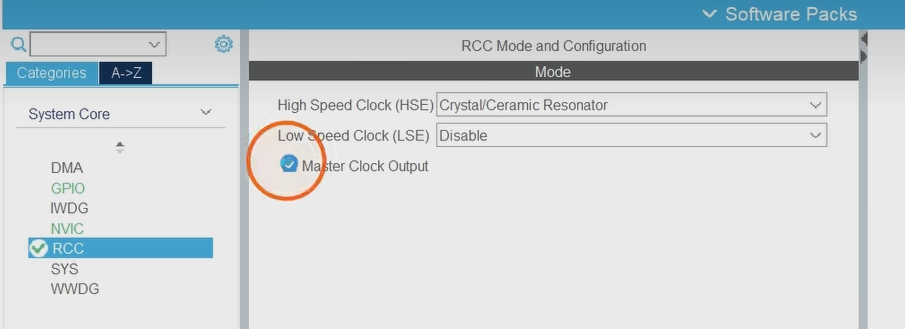 Software Packs
Categories
A->Z
System Core
DMA
GPIO
IWDG
NVIC
RCC
SYS
WWDG
RCC Mode and Configuration
Mode
High Speed Clock (HSE) Crystal/Ceramic Resonator
Low Speed Clock (LSE) Disable
Master Clock Output